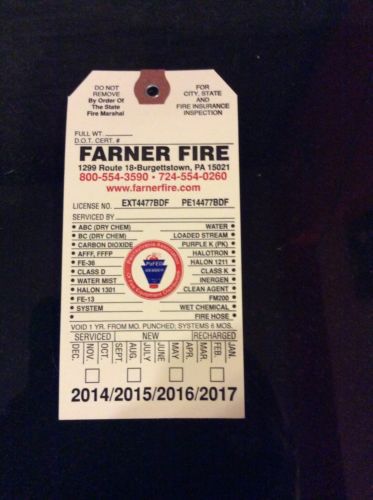 DO NOT
REMOVE
By Order Of
The State
Fire Marshal
FOR
CITY, STATE
AND
FIRE INSURANCE
INSPECTION
FULL WT.
D.O.T. CERT. #
FARNER FIRE
1299 Route 18-Burgettstown, PA 15021
800-554-3590 • 724-554-0260
www.farnerfire.com
LICENSE NO. EXT4477BDF PE14477BDF
SERVICED BY
• ABC (DRY CHEM) WATER •
• BC (DRY CHEM) LOADED STREAM •
• CARBON DIOXIDE PURPLE K (PK) •
• AFFF, FFFP HALOTRON •
• FE-36 HALON 1211 •
• CLASS D CLASS K •
• WATER MIST INERGEN •
• HALON 1301 CLEAN AGENT •
• FE-13 FM200 •
• SYSTEM WET CHEMICAL •
FIRE HOSE •
MEMBER
VOID 1 YR. FROM MO. PUNCHED; SYSTEMS 6 MOS.
SERVICED NEW RECHARGED
DEC. NOV. OCT. SEPT. AUG. JULY JUNE MAY APR. MAR. FEB. JAN.
2014/2015/2016/2017